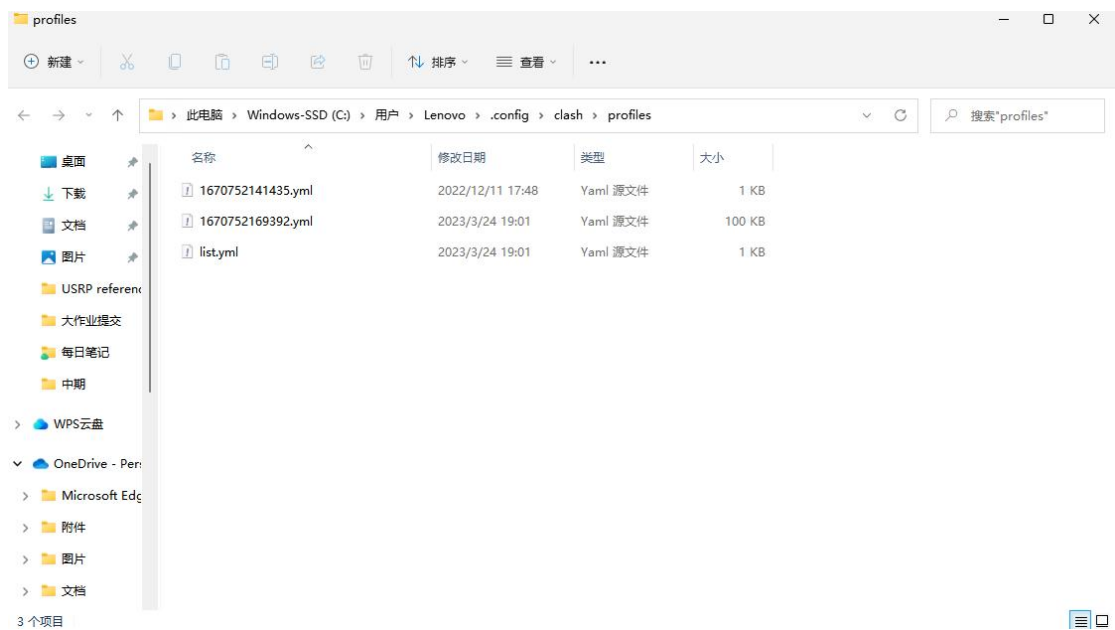 profiles
新建 排序 查看 ...
此电脑 > Windows-SSD (C:) > 用户 > Lenovo > .config > clash > profiles
搜索"profiles"
名称 修改日期 类型 大小
1670752141435.yml 2022/12/11 17:48 Yaml 源文件 1 KB
1670752169392.yml 2023/3/24 19:01 Yaml 源文件 100 KB
list.yml 2023/3/24 19:01 Yaml 源文件 1 KB
桌面
下载
文档
图片
USRP referenc
大作业提交
每日笔记
中期
WPS云盘
OneDrive - Pers
Microsoft Edg
附件
图片
文档
3 个项目